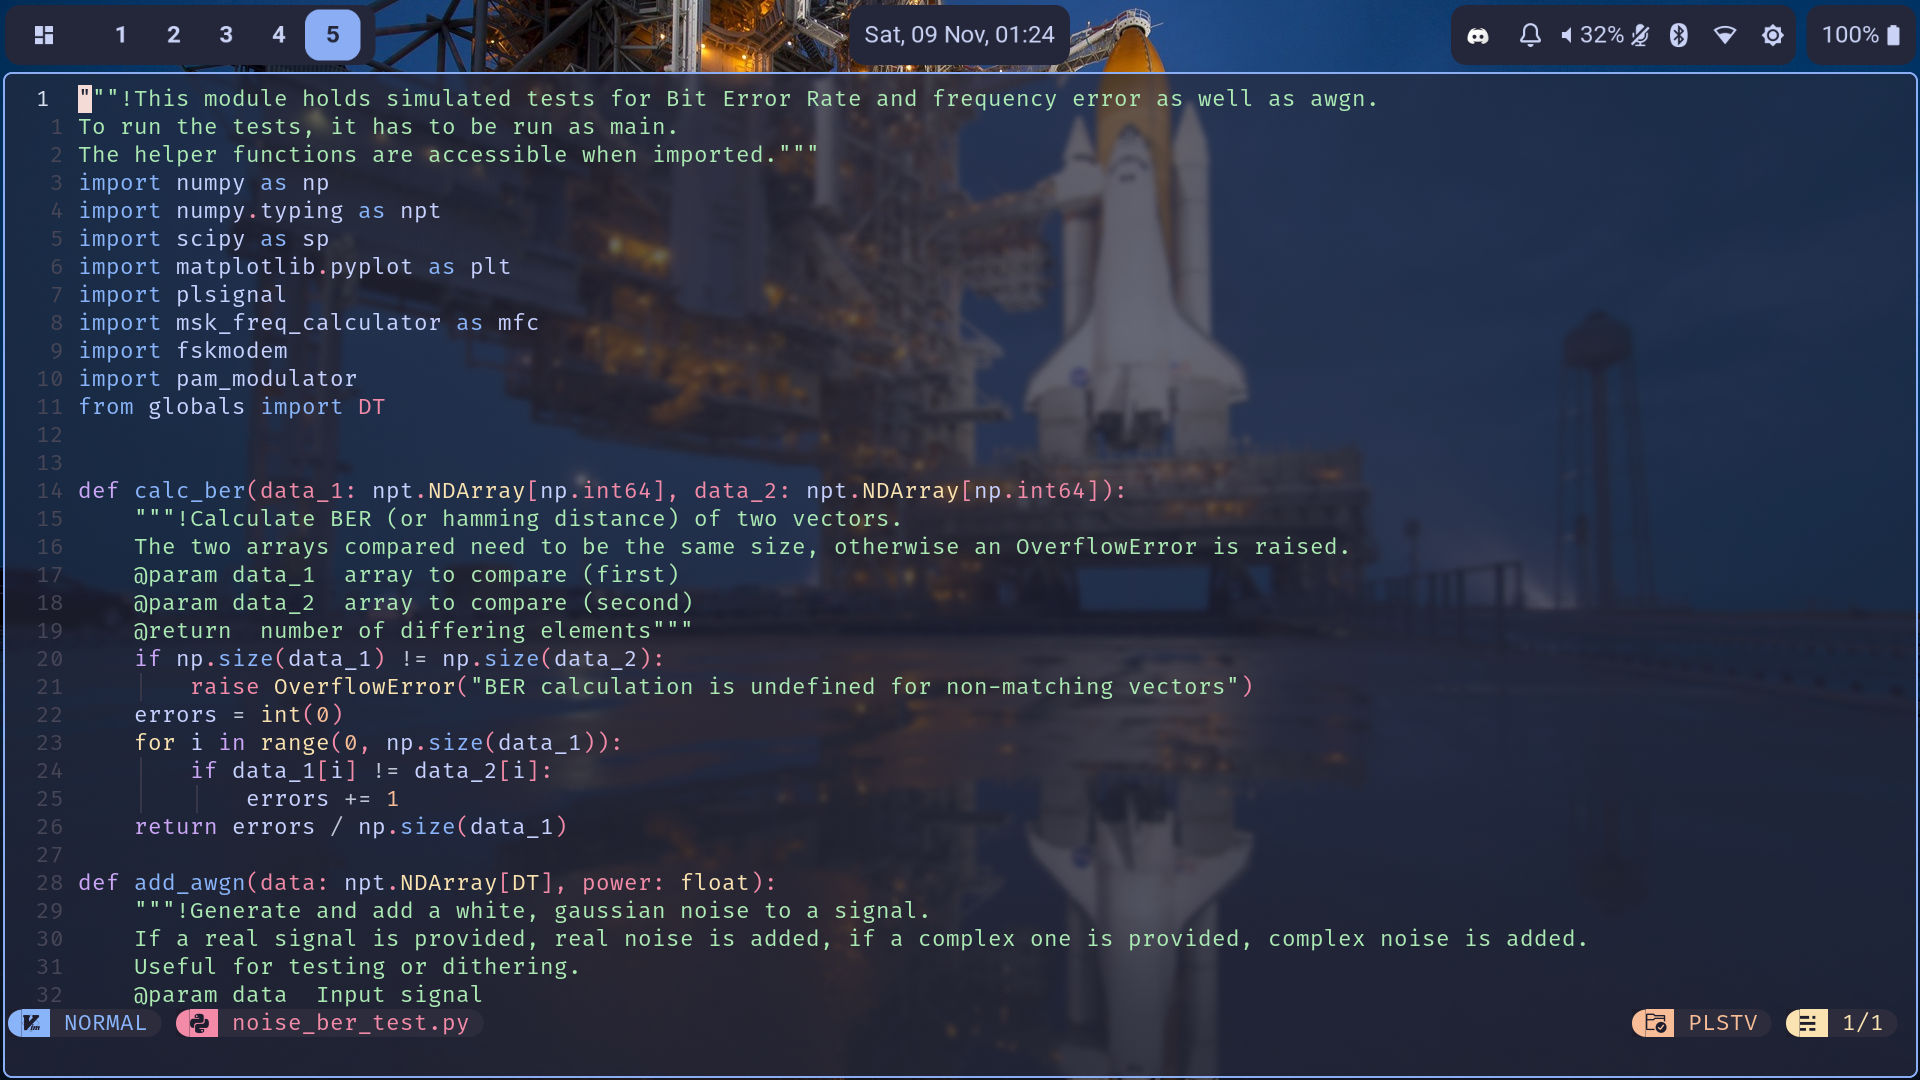 1 2 3 4 5 Sat, 09 Nov, 01:24 32% 100%
1 """!This module holds simulated tests for Bit Error Rate and frequency error as well as awgn.
1 To run the tests, it has to be run as main.
2 The helper functions are accessible when imported."""
3 import numpy as np
4 import numpy.typing as npt
5 import scipy as sp
6 import matplotlib.pyplot as plt
7 import plsignal
8 import msk_freq_calculator as mfc
9 import fskmodem
10 import pam_modulator
11 from globals import DT
12
13
14 def calc_ber(data_1: npt.NDArray[np.int64], data_2: npt.NDArray[np.int64]):
15     """!Calculate BER (or hamming distance) of two vectors.
16     The two arrays compared need to be the same size, otherwise an OverflowError is raised.
17     @param data_1  array to compare (first)
18     @param data_2  array to compare (second)
19     @return  number of differing elements"""
20     if np.size(data_1) != np.size(data_2):
21         raise OverflowError("BER calculation is undefined for non-matching vectors")
22     errors = int(0)
23     for i in range(0, np.size(data_1)):
24         if data_1[i] != data_2[i]:
25             errors += 1
26     return errors / np.size(data_1)
27
28 def add_awgn(data: npt.NDArray[DT], power: float):
29     """!Generate and add a white, gaussian noise to a signal.
30     If a real signal is provided, real noise is added, if a complex one is provided, complex noise is added.
31     Useful for testing or dithering.
32     @param data  Input signal
NORMAL noise_ber_test.py PLSTV 1/1